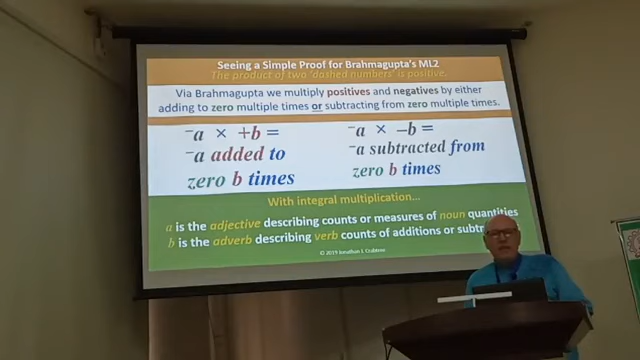 Seeing a Simple Proof for Brahmagupta's ML2
The product of two 'dashed numbers' is positive.
Via Brahmagupta we multiply positives and negatives by either
adding to zero multiple times or subtracting from zero multiple times.
⁻a × +b =
⁻a added to
zero b times
⁻a × –b =
⁻a subtracted from
zero b times
With integral multiplication...
a is the adjective describing counts or measures of noun quantities
b is the adverb describing verb counts of additions or
© 2019 Jonathan J. Crabtree